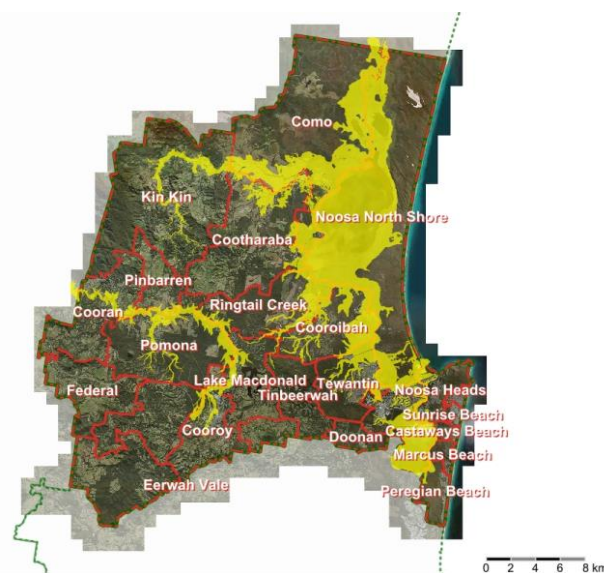 Como
Kin Kin
Noosa North Shore
Cootharaba
Pinbarren
Ringtail Creek
Cooran
Cooroibah
Pomona
Lake Macdonald
Tewantin
Noosa Heads
Federal
Tinbeerwah
Sunrise Beach
Cooroy
Doonan
Castaways Beach
Marcus Beach
Eerwah Vale
Peregian Beach
0 2 4 6 8 km